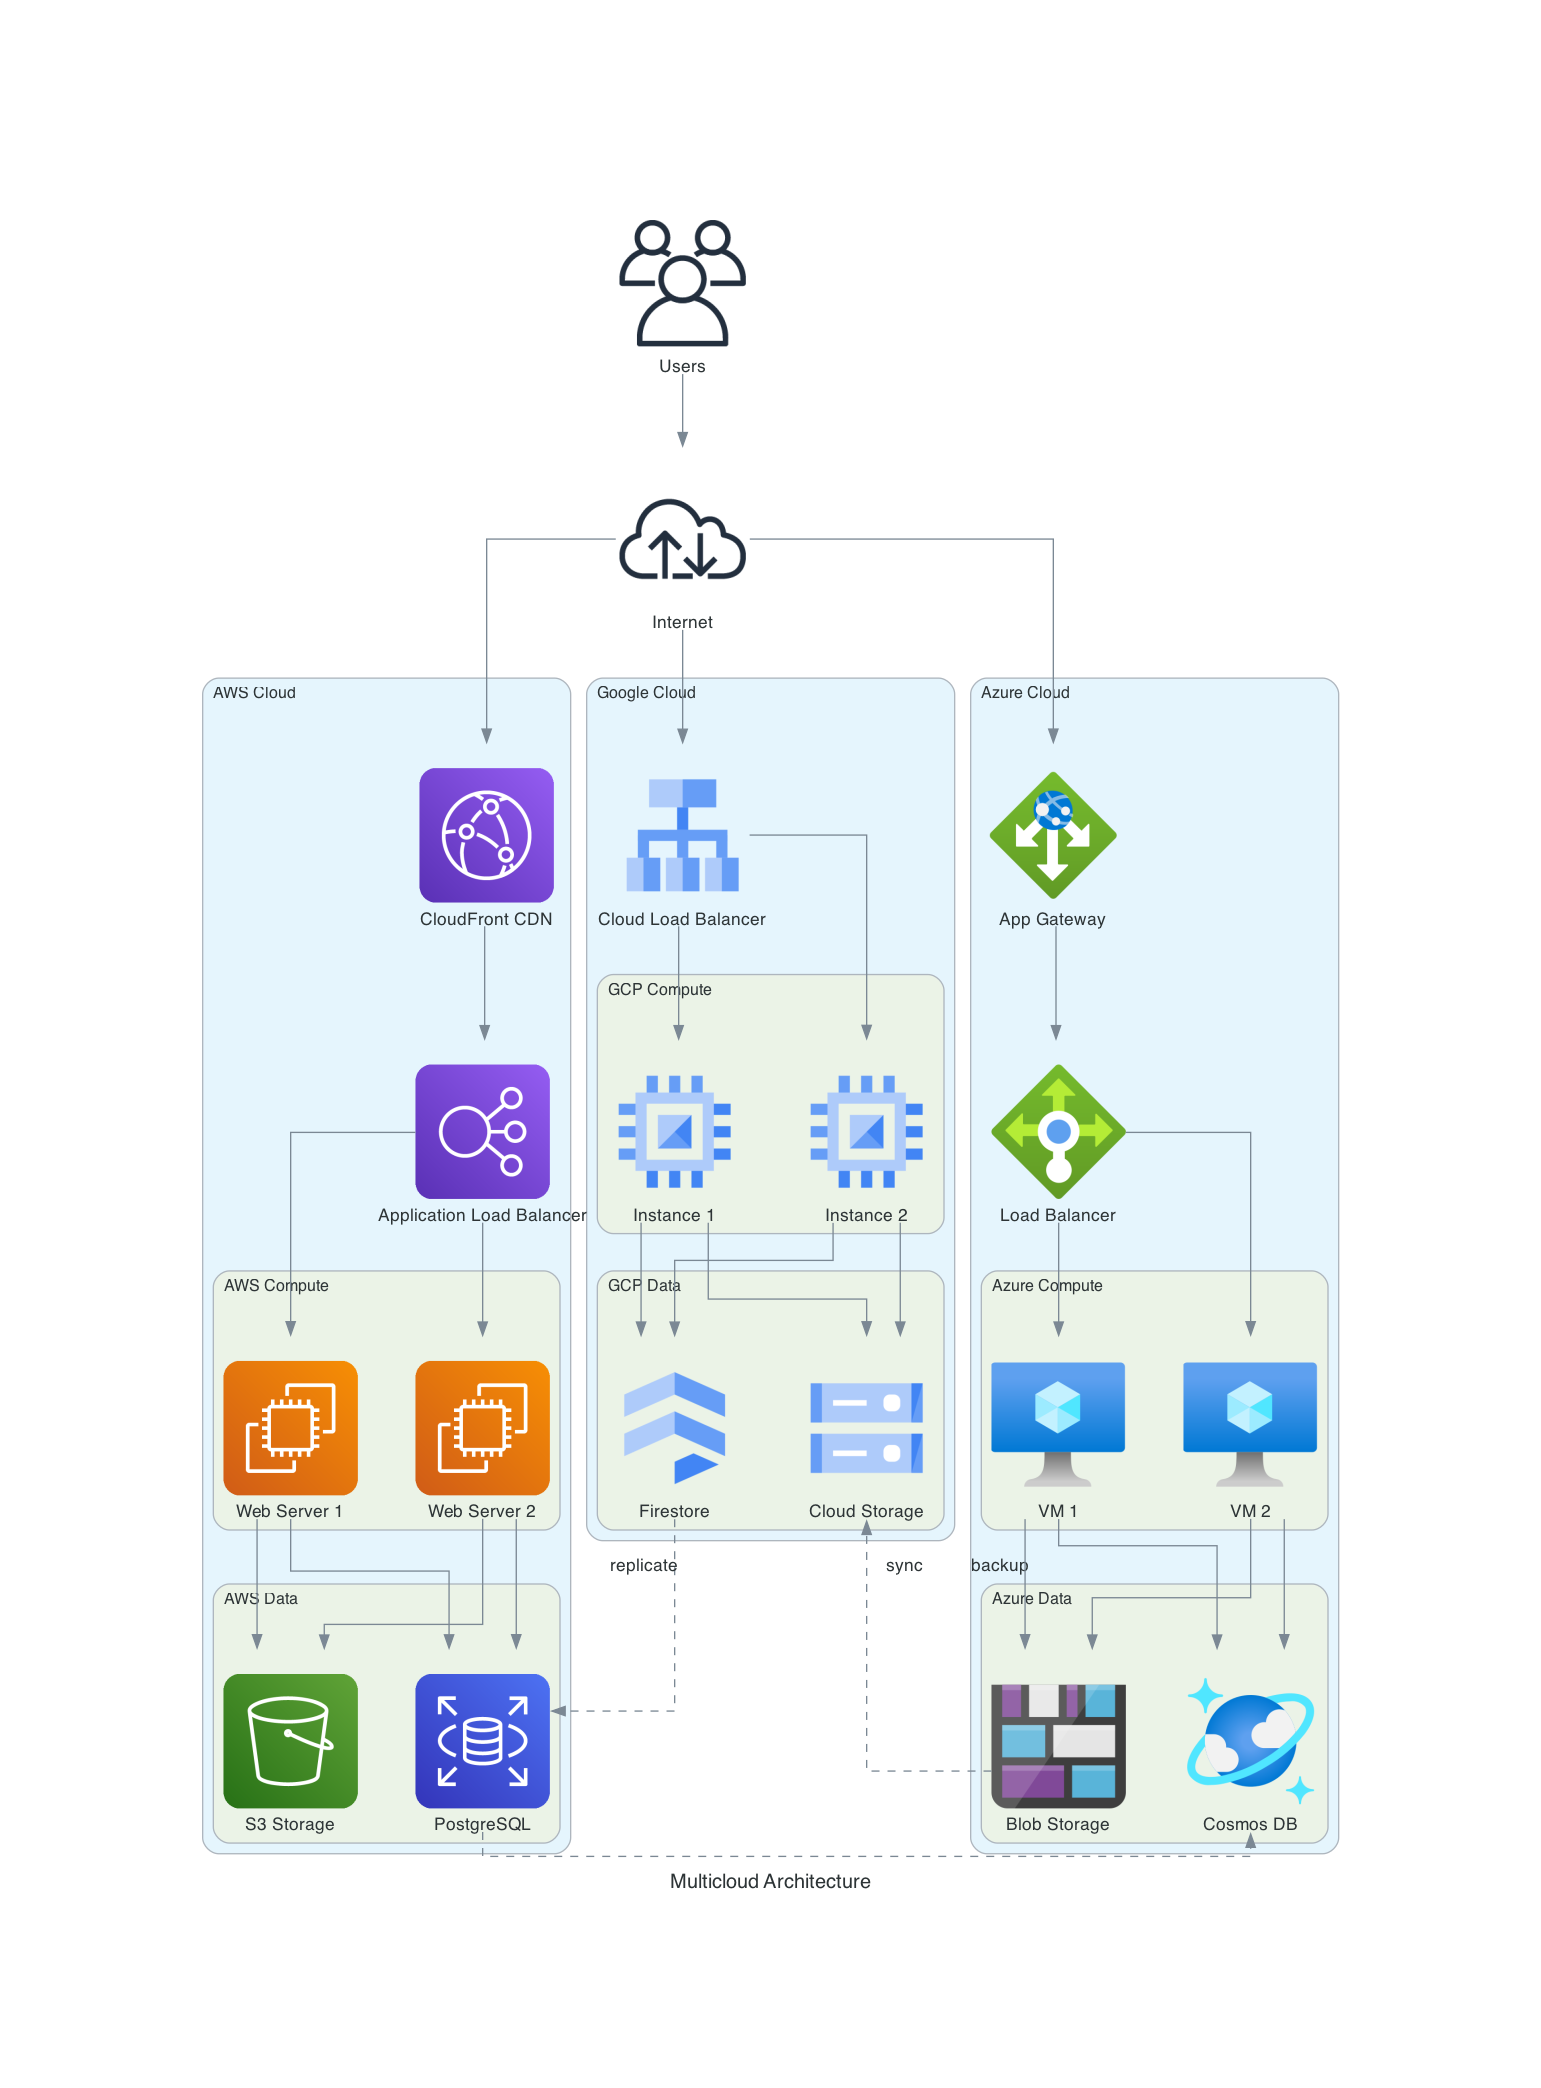 Users
Internet
AWS Cloud
Google Cloud
Azure Cloud
CloudFront CDN
Cloud Load Balancer
App Gateway
GCP Compute
Application Load Balancer
Instance 1
Instance 2
Load Balancer
AWS Compute
GCP Data
Azure Compute
Web Server 1
Web Server 2
Firestore
Cloud Storage
VM 1
VM 2
replicate
sync
backup
AWS Data
Azure Data
S3 Storage
PostgreSQL
Blob Storage
Cosmos DB
Multicloud Architecture